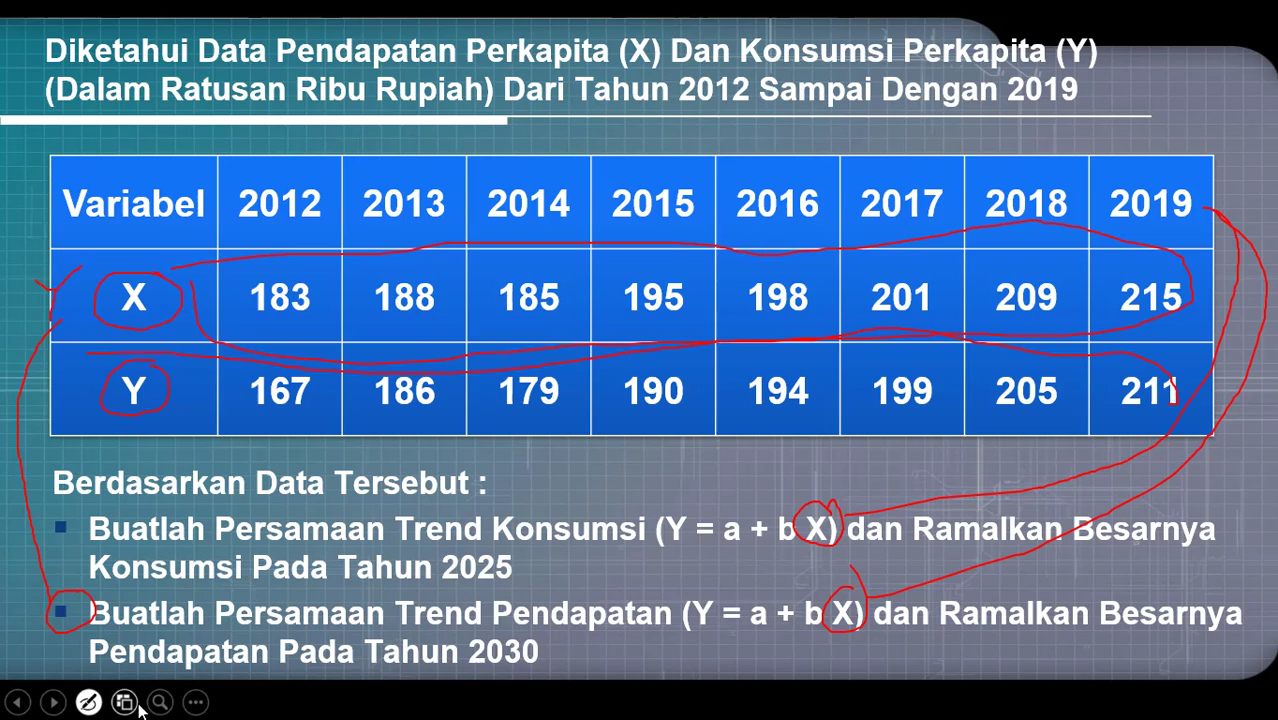 Diketahui Data Pendapatan Perkapita (X) Dan Konsumsi Perkapita (Y)
(Dalam Ratusan Ribu Rupiah) Dari Tahun 2012 Sampai Dengan 2019
Variabel 2012 2013 2014 2015 2016 2017 2018 2019
X 183 188 185 195 198 201 209 215
Y 167 186 179 190 194 199 205 211
Berdasarkan Data Tersebut :
Buatlah Persamaan Trend Konsumsi (Y = a + b X) dan Ramalkan Besarnya
Konsumsi Pada Tahun 2025
Buatlah Persamaan Trend Pendapatan (Y = a + b X) dan Ramalkan Besarnya
Pendapatan Pada Tahun 2030